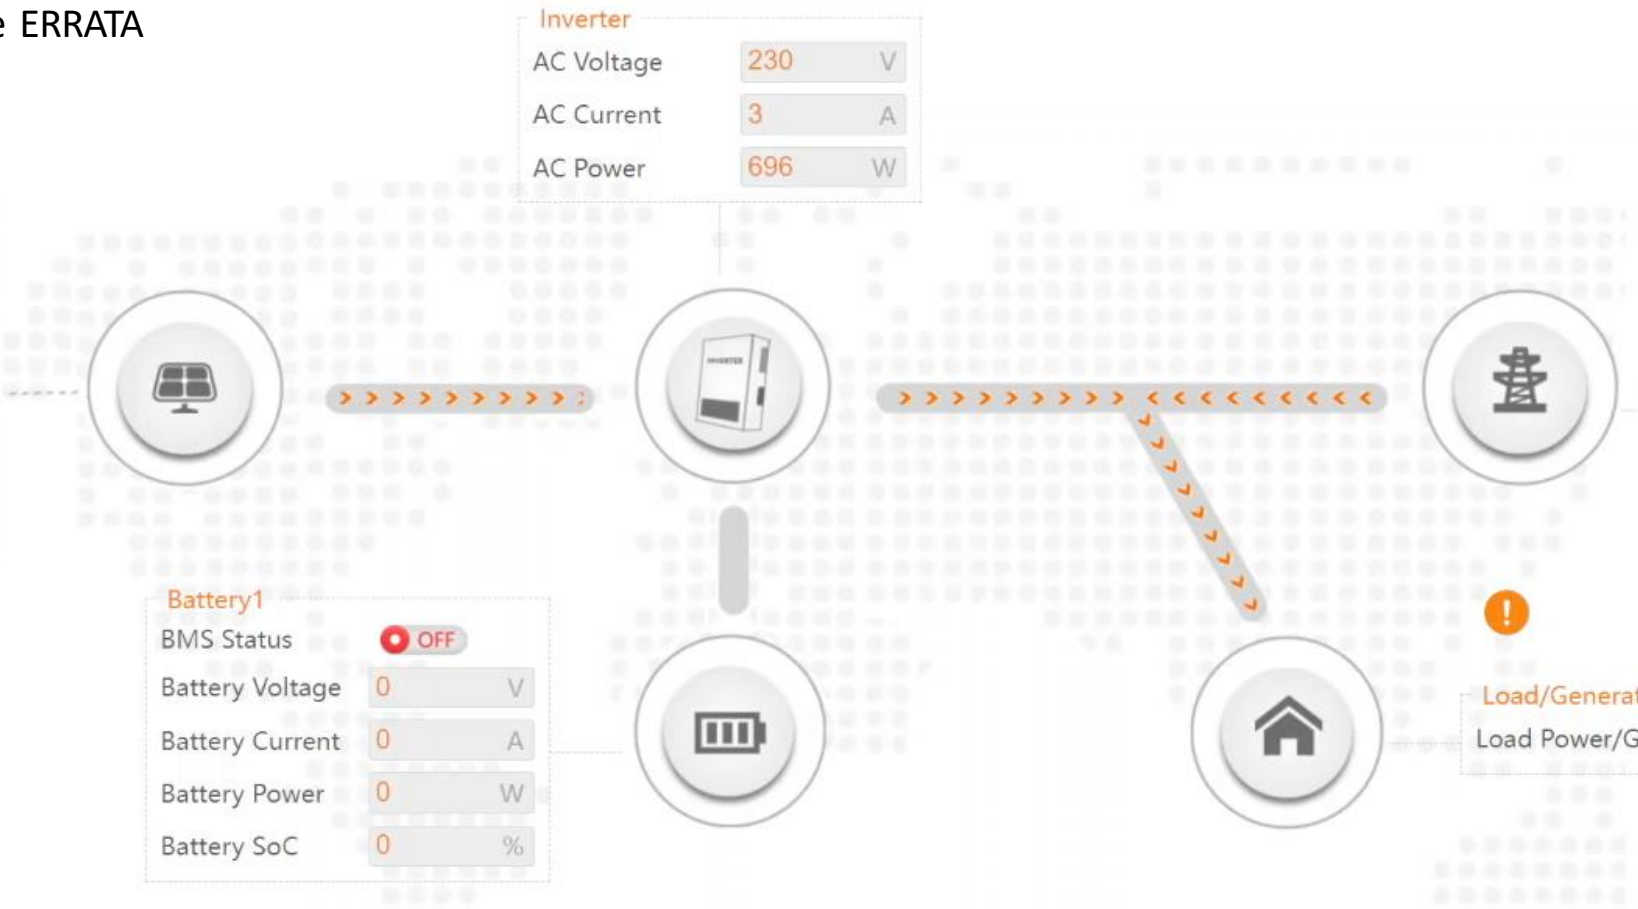 e ERRATA
Inverter
AC Voltage 230 V
AC Current 3 A
AC Power 696 W
INVERTER
Battery1
BMS Status OFF
Battery Voltage 0 V
Battery Current 0 A
Battery Power 0 W
Battery SoC 0 %
!
Load/Generat
Load Power/G